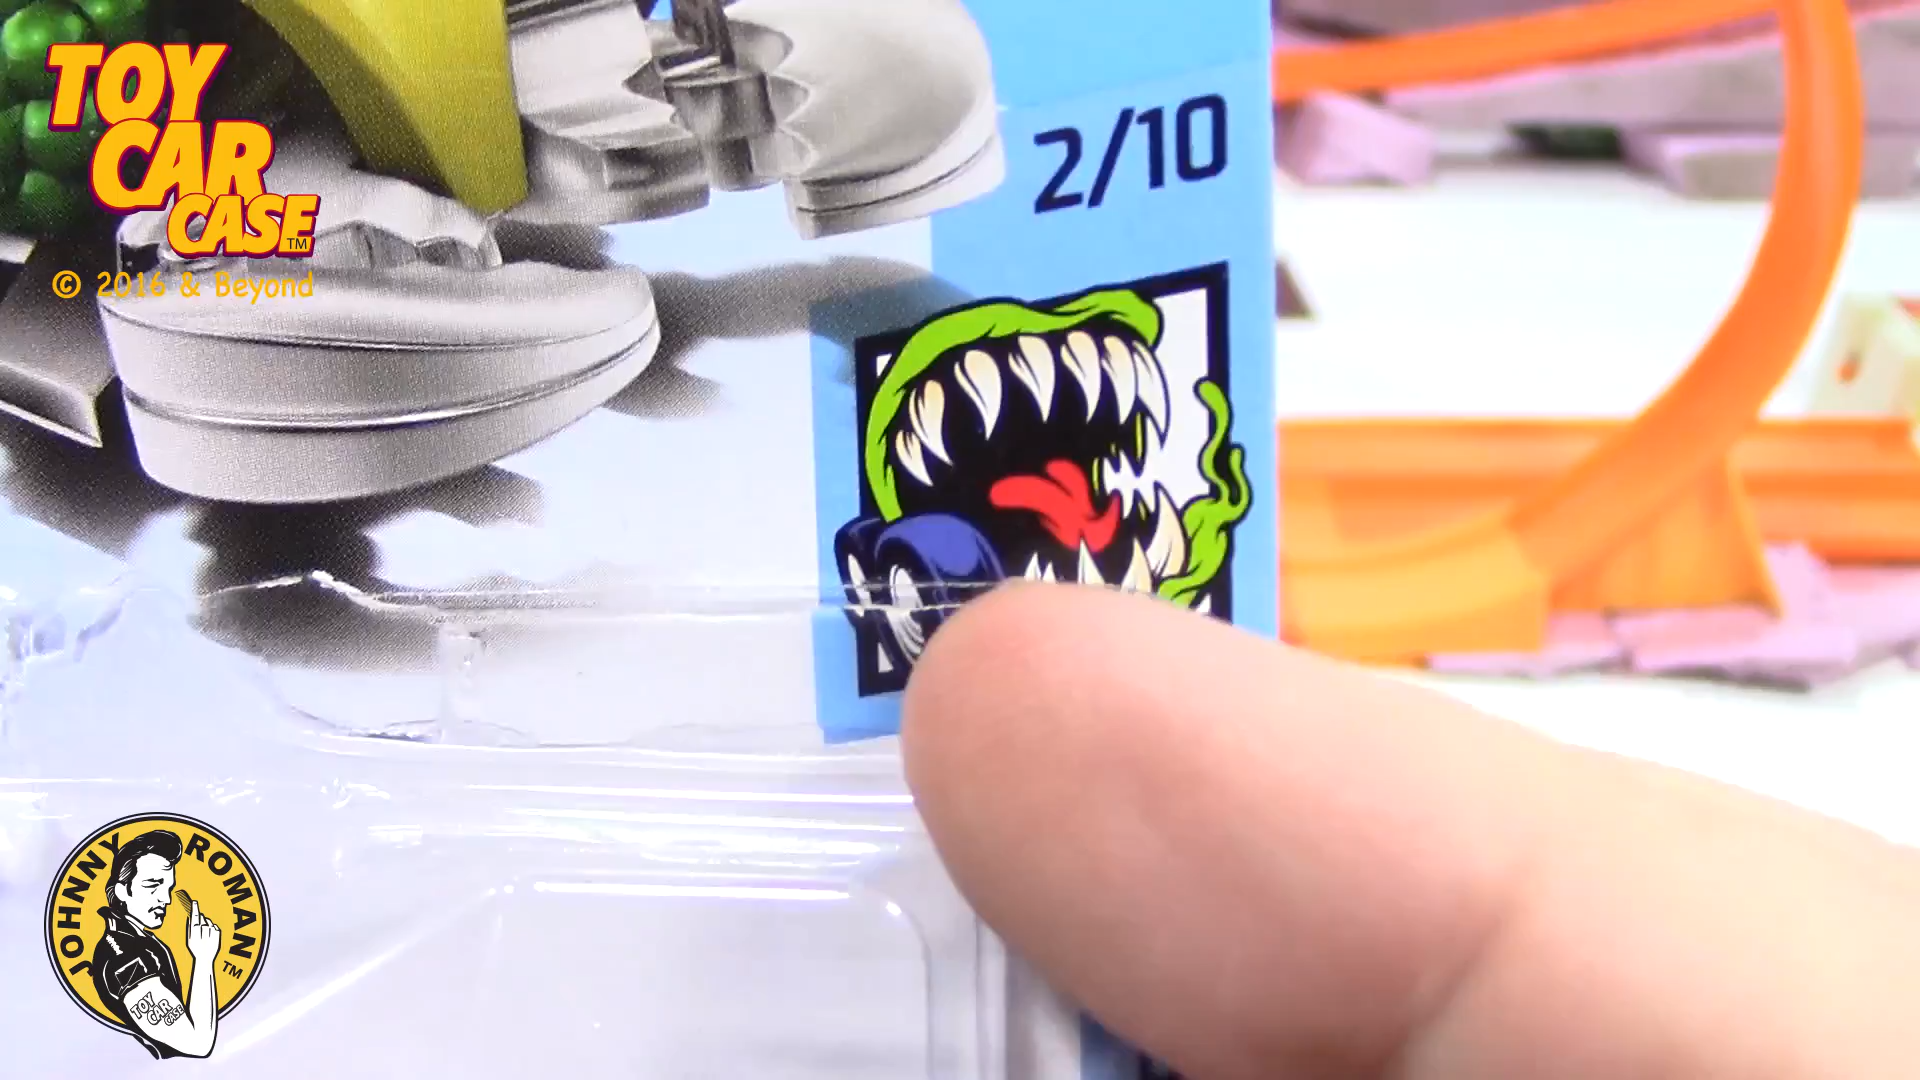 TOY
CAR
CASE
TM
© 2016 & Beyond
2/10
JOHNNY ROMAN
TM
TOY
CAR
CASE